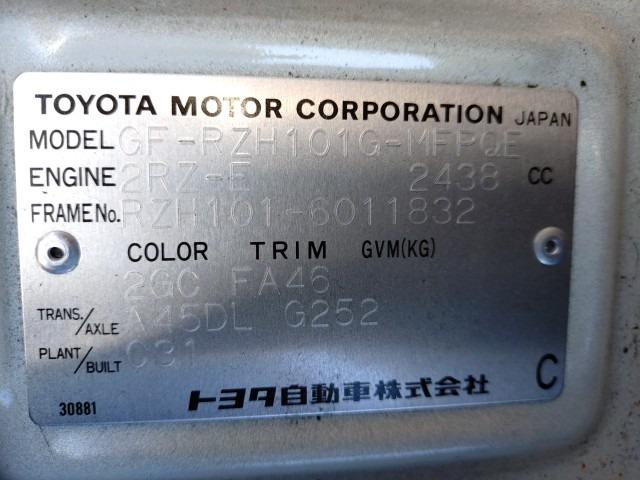 TOYOTA MOTOR CORPORATION JAPAN
MODEL GF-RZH101G-MFPQE
ENGINE 2RZ-E 2438 CC
FRAME No. RZH101-6011832
COLOR TRIM GVM(KG)
2GC FA46
TRANS./AXLE A45DL G252
PLANT/BUILT C31
30881 トヨタ自動車株式会社 C